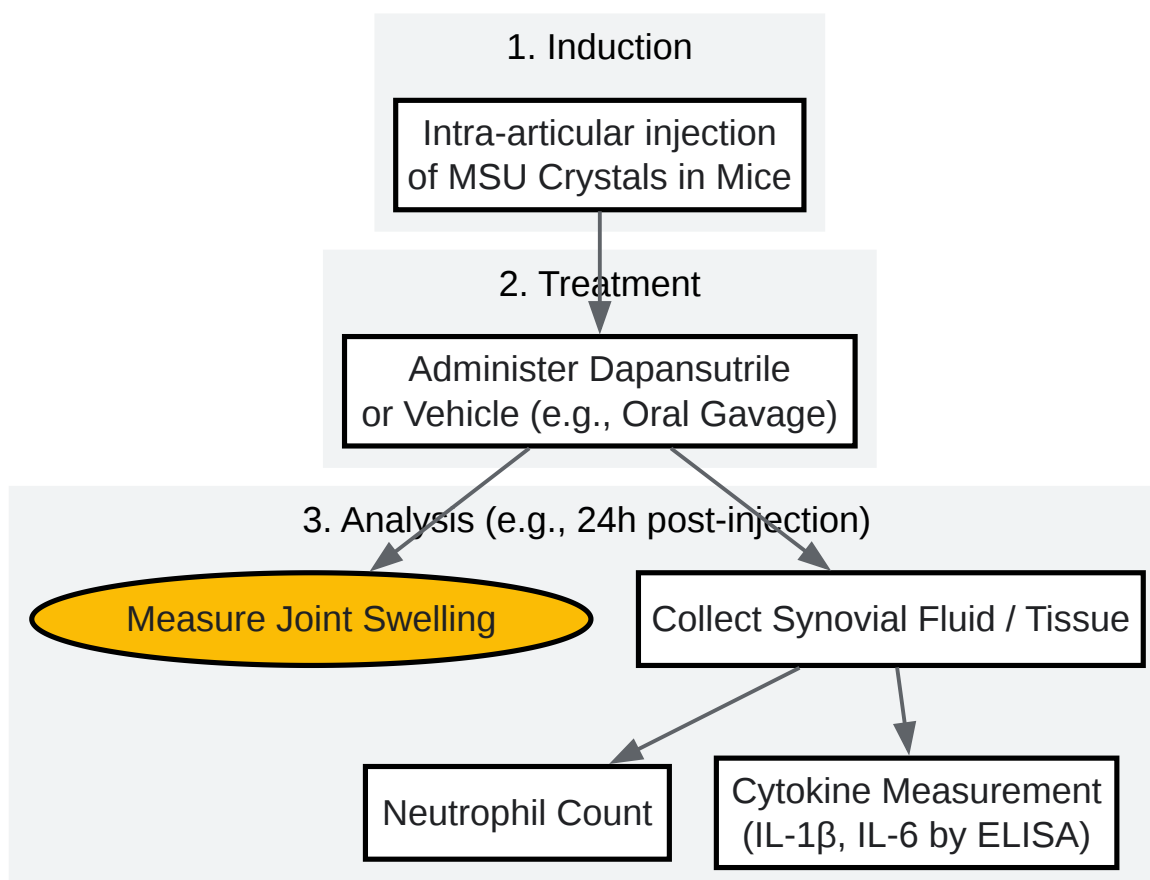 1. Induction
Intra-articular injection
of MSU Crystals in Mice
2. Treatment
Administer Dapansutrile
or Vehicle (e.g., Oral Gavage)
3. Analysis (e.g., 24h post-injection)
Measure Joint Swelling
Collect Synovial Fluid / Tissue
Neutrophil Count
Cytokine Measurement
(IL-1β, IL-6 by ELISA)